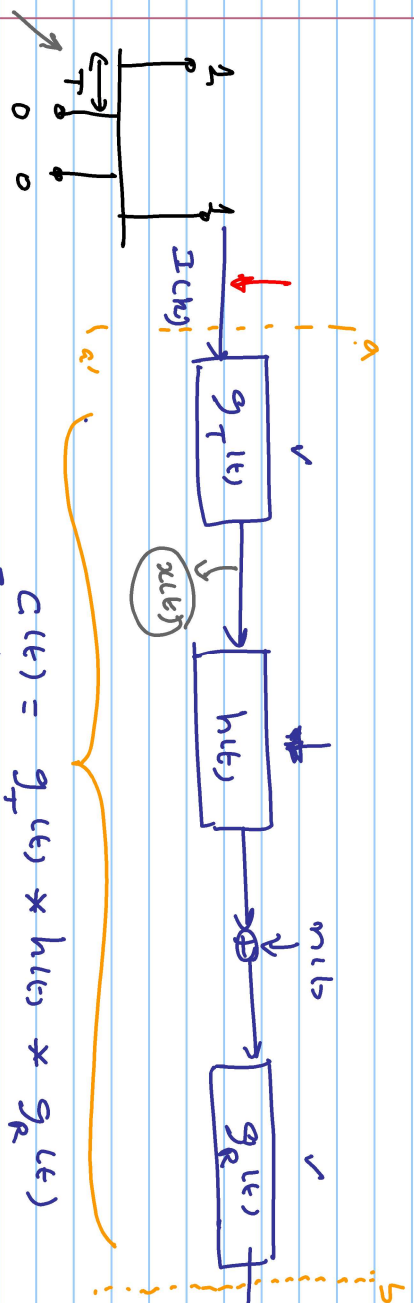 a
b
n(t)
1
1
g_T(t)
h(t)
g_R(t)
I(k)
T
0
0
a'
x(t)
C(t) = g_T(t) * h(t) * g_R(t)